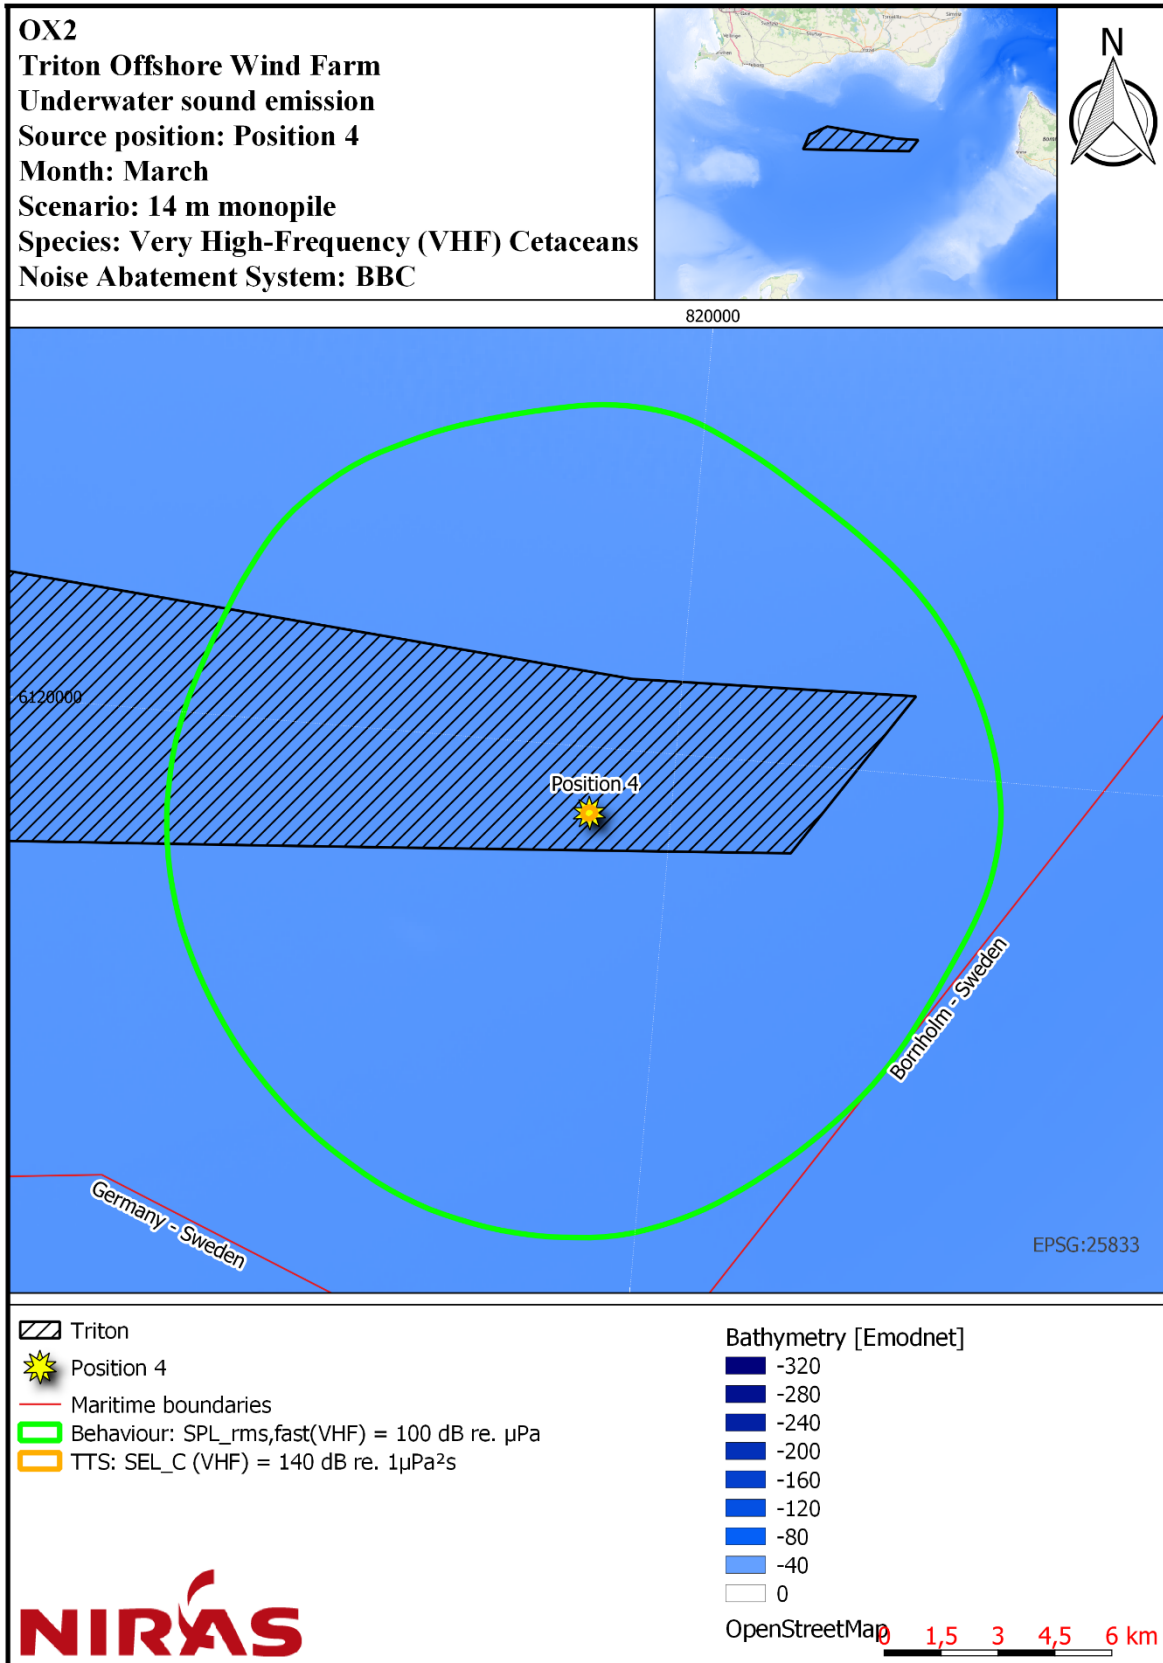 OX2
Triton Offshore Wind Farm
Underwater sound emission
Source position: Position 4
Month: March
Scenario: 14 m monopile
Species: Very High-Frequency (VHF) Cetaceans
Noise Abatement System: BBC
N
820000
6120000
Position 4
Bornholm - Sweden
Germany - Sweden
EPSG:25833
Triton
Position 4
Maritime boundaries
Behaviour: SPL_rms,fast(VHF) = 100 dB re. µPa
TTS: SEL_C (VHF) = 140 dB re. 1µPa²s
Bathymetry [Emodnet]
-320
-280
-240
-200
-160
-120
-80
-40
0
OpenStreetMap
0 1,5 3 4,5 6 km
NIRAS